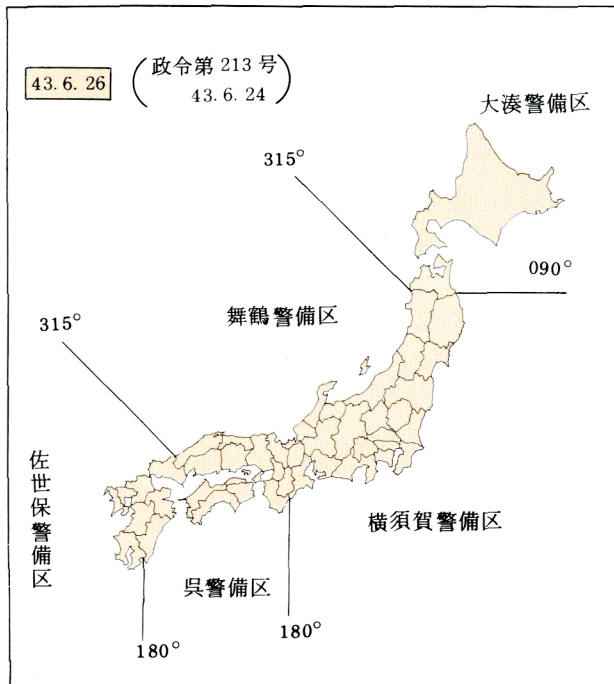 43.6.26
(政令第213号
43.6.24)
大湊警備区
315°
090°
舞鶴警備区
315°
佐世保警備区
横須賀警備区
呉警備区
180°
180°